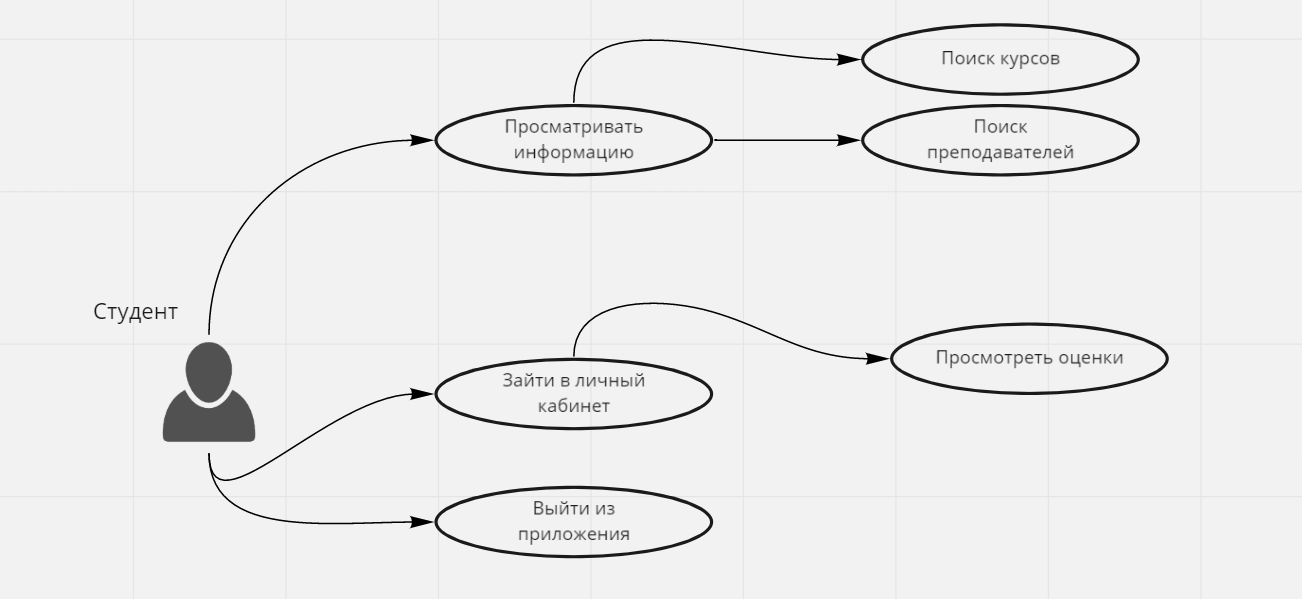 Поиск курсов
Просматривать
информацию
Поиск
преподавателей
Студент
Зайти в личный
кабинет
Просмотреть оценки
Выйти из
приложения